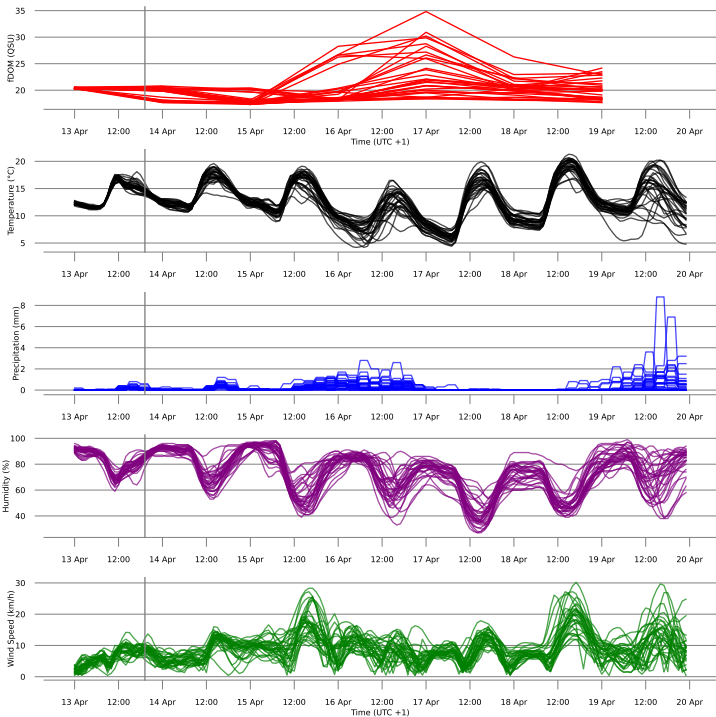 35
30
25
20
fDOM (QSU)
13 Apr 12:00 14 Apr 12:00 15 Apr 12:00 16 Apr 12:00 17 Apr 12:00 18 Apr 12:00 19 Apr 12:00 20 Apr
Time (UTC +1)
20
15
10
5
Temperature (°C)
13 Apr 12:00 14 Apr 12:00 15 Apr 12:00 16 Apr 12:00 17 Apr 12:00 18 Apr 12:00 19 Apr 12:00 20 Apr
8
6
4
2
0
Precipitation (mm)
13 Apr 12:00 14 Apr 12:00 15 Apr 12:00 16 Apr 12:00 17 Apr 12:00 18 Apr 12:00 19 Apr 12:00 20 Apr
100
80
60
40
Humidity (%)
13 Apr 12:00 14 Apr 12:00 15 Apr 12:00 16 Apr 12:00 17 Apr 12:00 18 Apr 12:00 19 Apr 12:00 20 Apr
30
20
10
0
Wind Speed (km/h)
13 Apr 12:00 14 Apr 12:00 15 Apr 12:00 16 Apr 12:00 17 Apr 12:00 18 Apr 12:00 19 Apr 12:00 20 Apr
Time (UTC +1)